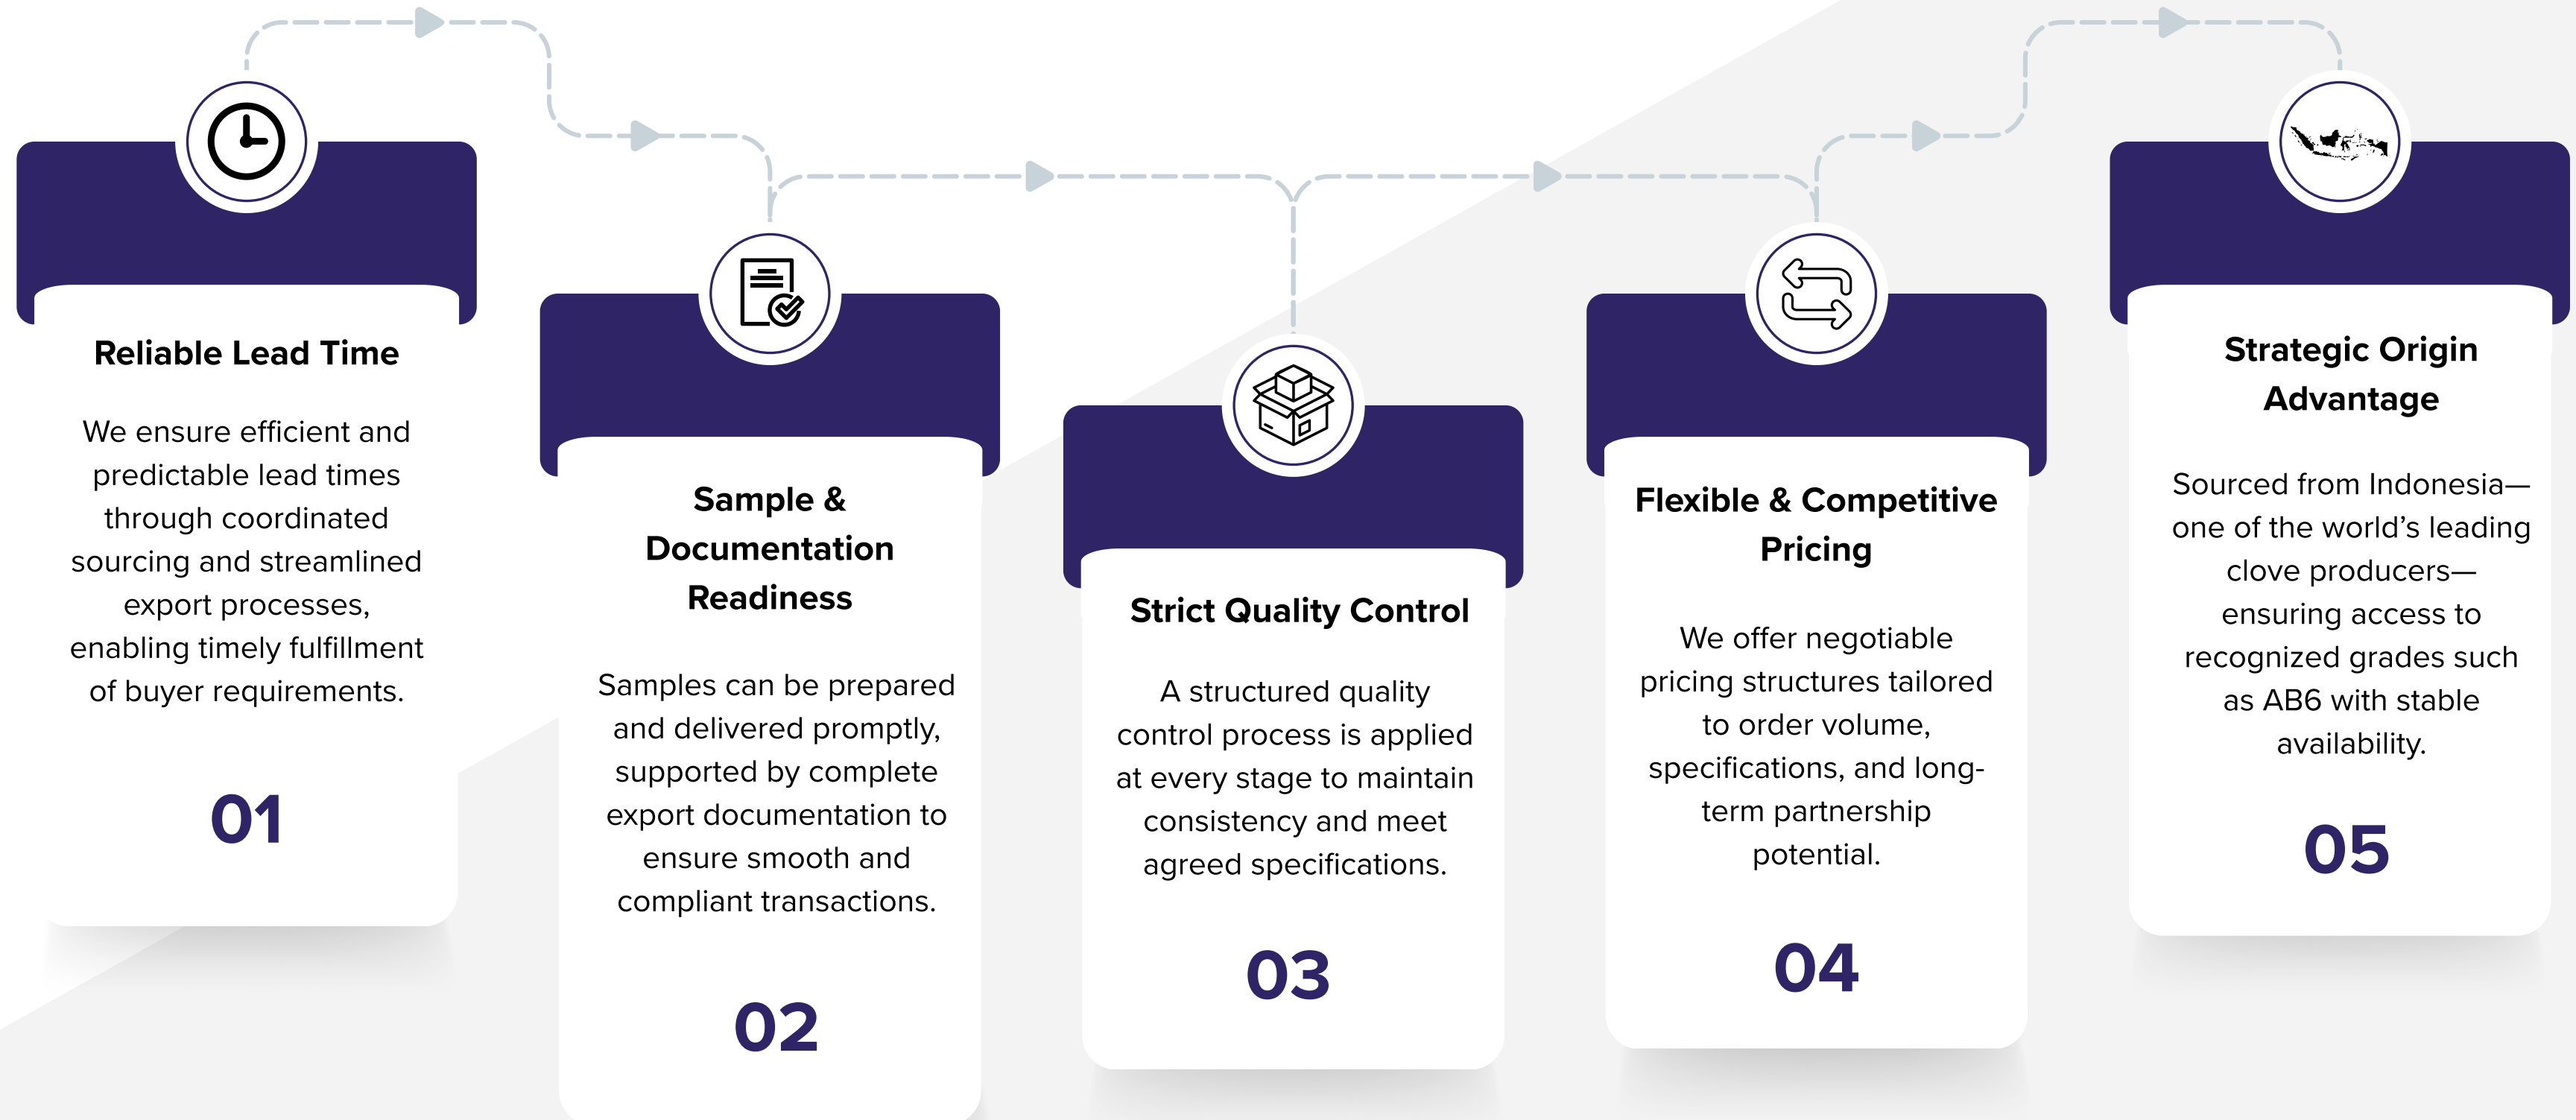 Reliable Lead Time
We ensure efficient and
predictable lead times
through coordinated
sourcing and streamlined
export processes,
enabling timely fulfillment
of buyer requirements.
01
Sample &
Documentation
Readiness
Samples can be prepared
and delivered promptly,
supported by complete
export documentation to
ensure smooth and
compliant transactions.
02
Strict Quality Control
A structured quality
control process is applied
at every stage to maintain
consistency and meet
agreed specifications.
03
Flexible & Competitive
Pricing
We offer negotiable
pricing structures tailored
to order volume,
specifications, and long-
term partnership
potential.
04
Strategic Origin
Advantage
Sourced from Indonesia—
one of the world’s leading
clove producers—
ensuring access to
recognized grades such
as AB6 with stable
availability.
05